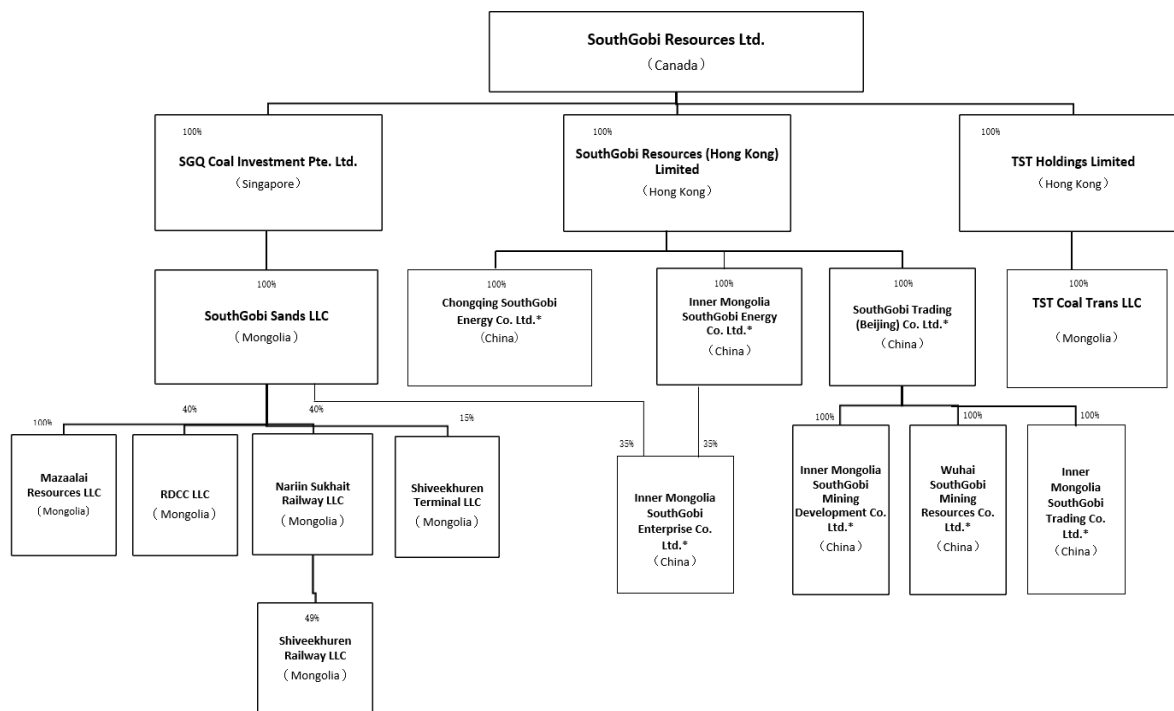 SouthGobi Resources Ltd.
（Canada）
100%
SGQ Coal Investment Pte. Ltd.
（Singapore）
100%
SouthGobi Resources (Hong Kong)
Limited
（Hong Kong）
100%
TST Holdings Limited
（Hong Kong）
100%
SouthGobi Sands LLC
（Mongolia）
100%
Chongqing SouthGobi
Energy Co. Ltd.*
（China）
100%
Inner Mongolia
SouthGobi Energy
Co. Ltd.*
（China）
100%
SouthGobi Trading
(Beijing) Co. Ltd.*
（China）
100%
TST Coal Trans LLC
（Mongolia）
100%
Mazaalai
Resources LLC
（Mongolia）
40%
RDCC LLC
（Mongolia）
40%
Nariin Sukhait
Railway LLC
（Mongolia）
15%
Shiveekhuren
Terminal LLC
（Mongolia）
35%
35%
Inner Mongolia
SouthGobi
Enterprise Co.
Ltd.*
（China）
100%
Inner Mongolia
SouthGobi
Mining
Development Co.
Ltd.*
（China）
100%
Wuhai
SouthGobi
Mining
Resources Co.
Ltd.*
（China）
100%
Inner
Mongolia
SouthGobi
Trading Co.
Ltd.*
（China）
49%
Shiveekhuren
Railway LLC
（Mongolia）